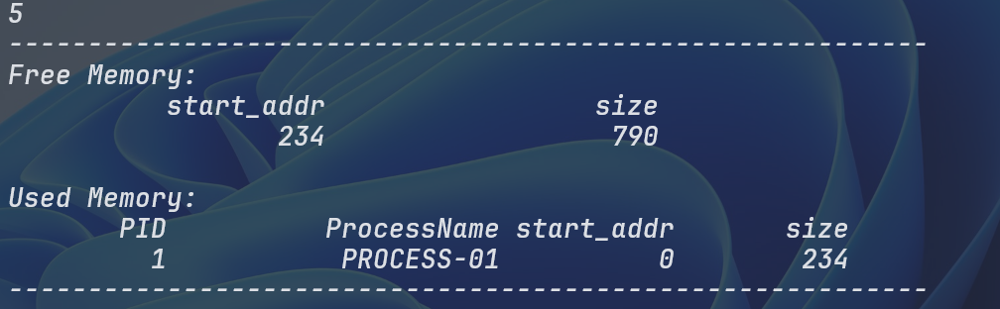 5
----------------------------------------------------------
Free Memory:
          start_addr                 size
                 234                  790

Used Memory:
       PID          ProcessName start_addr       size
         1           PROCESS-01          0        234
----------------------------------------------------------